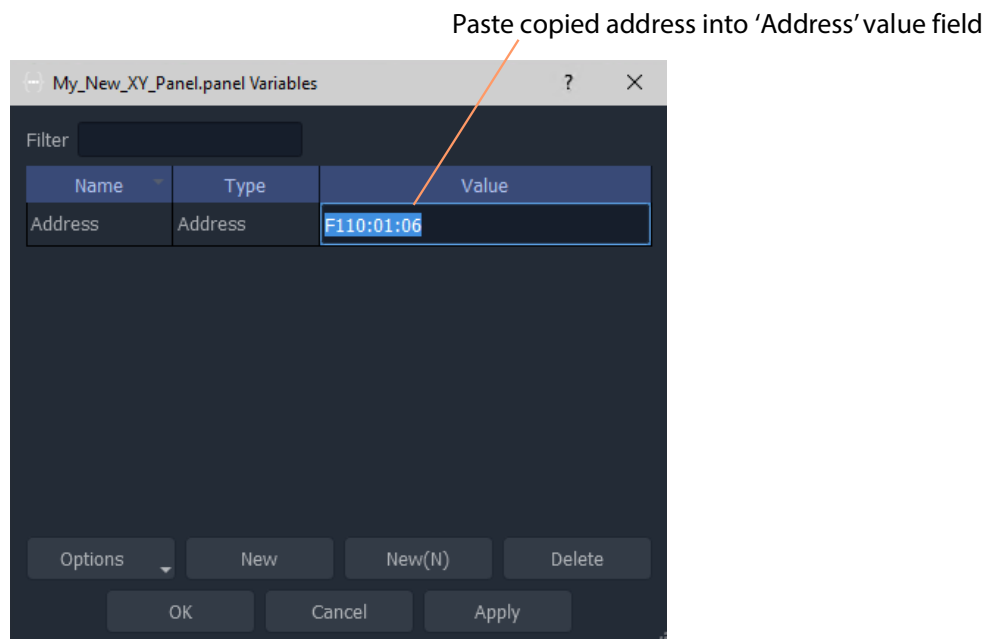 Paste copied address into ‘Address’ value field
My_New_XY_Panel.panel Variables ? ×
Filter
Name Type Value
Address Address F110:01:06
Options New New(N) Delete
OK Cancel Apply